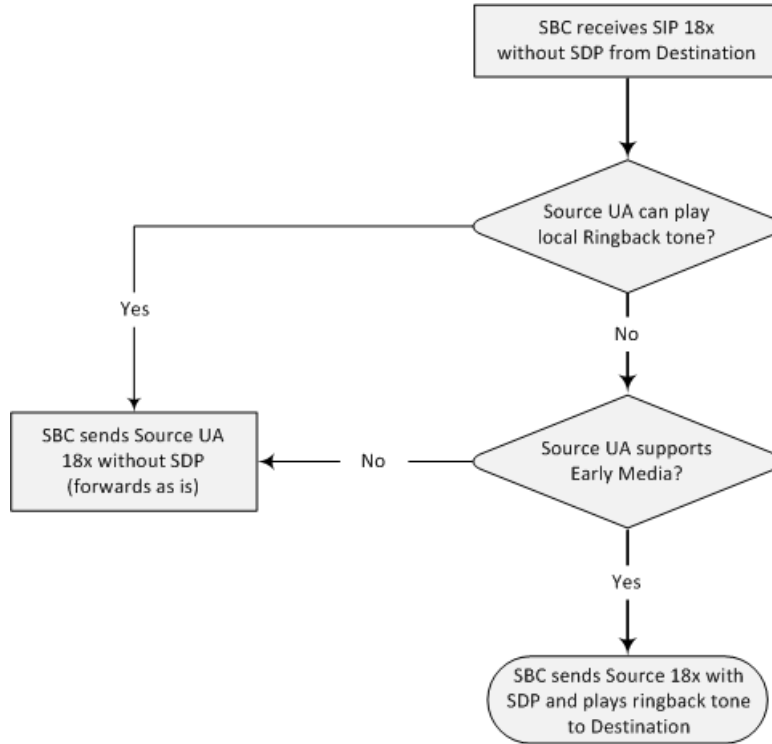 SBC receives SIP 18x
without SDP from Destination
Source UA can play
local Ringback tone?
Yes
No
SBC sends Source UA
18x without SDP
(forwards as is)
No
Source UA supports
Early Media?
Yes
SBC sends Source 18x with
SDP and plays ringback tone
to Destination